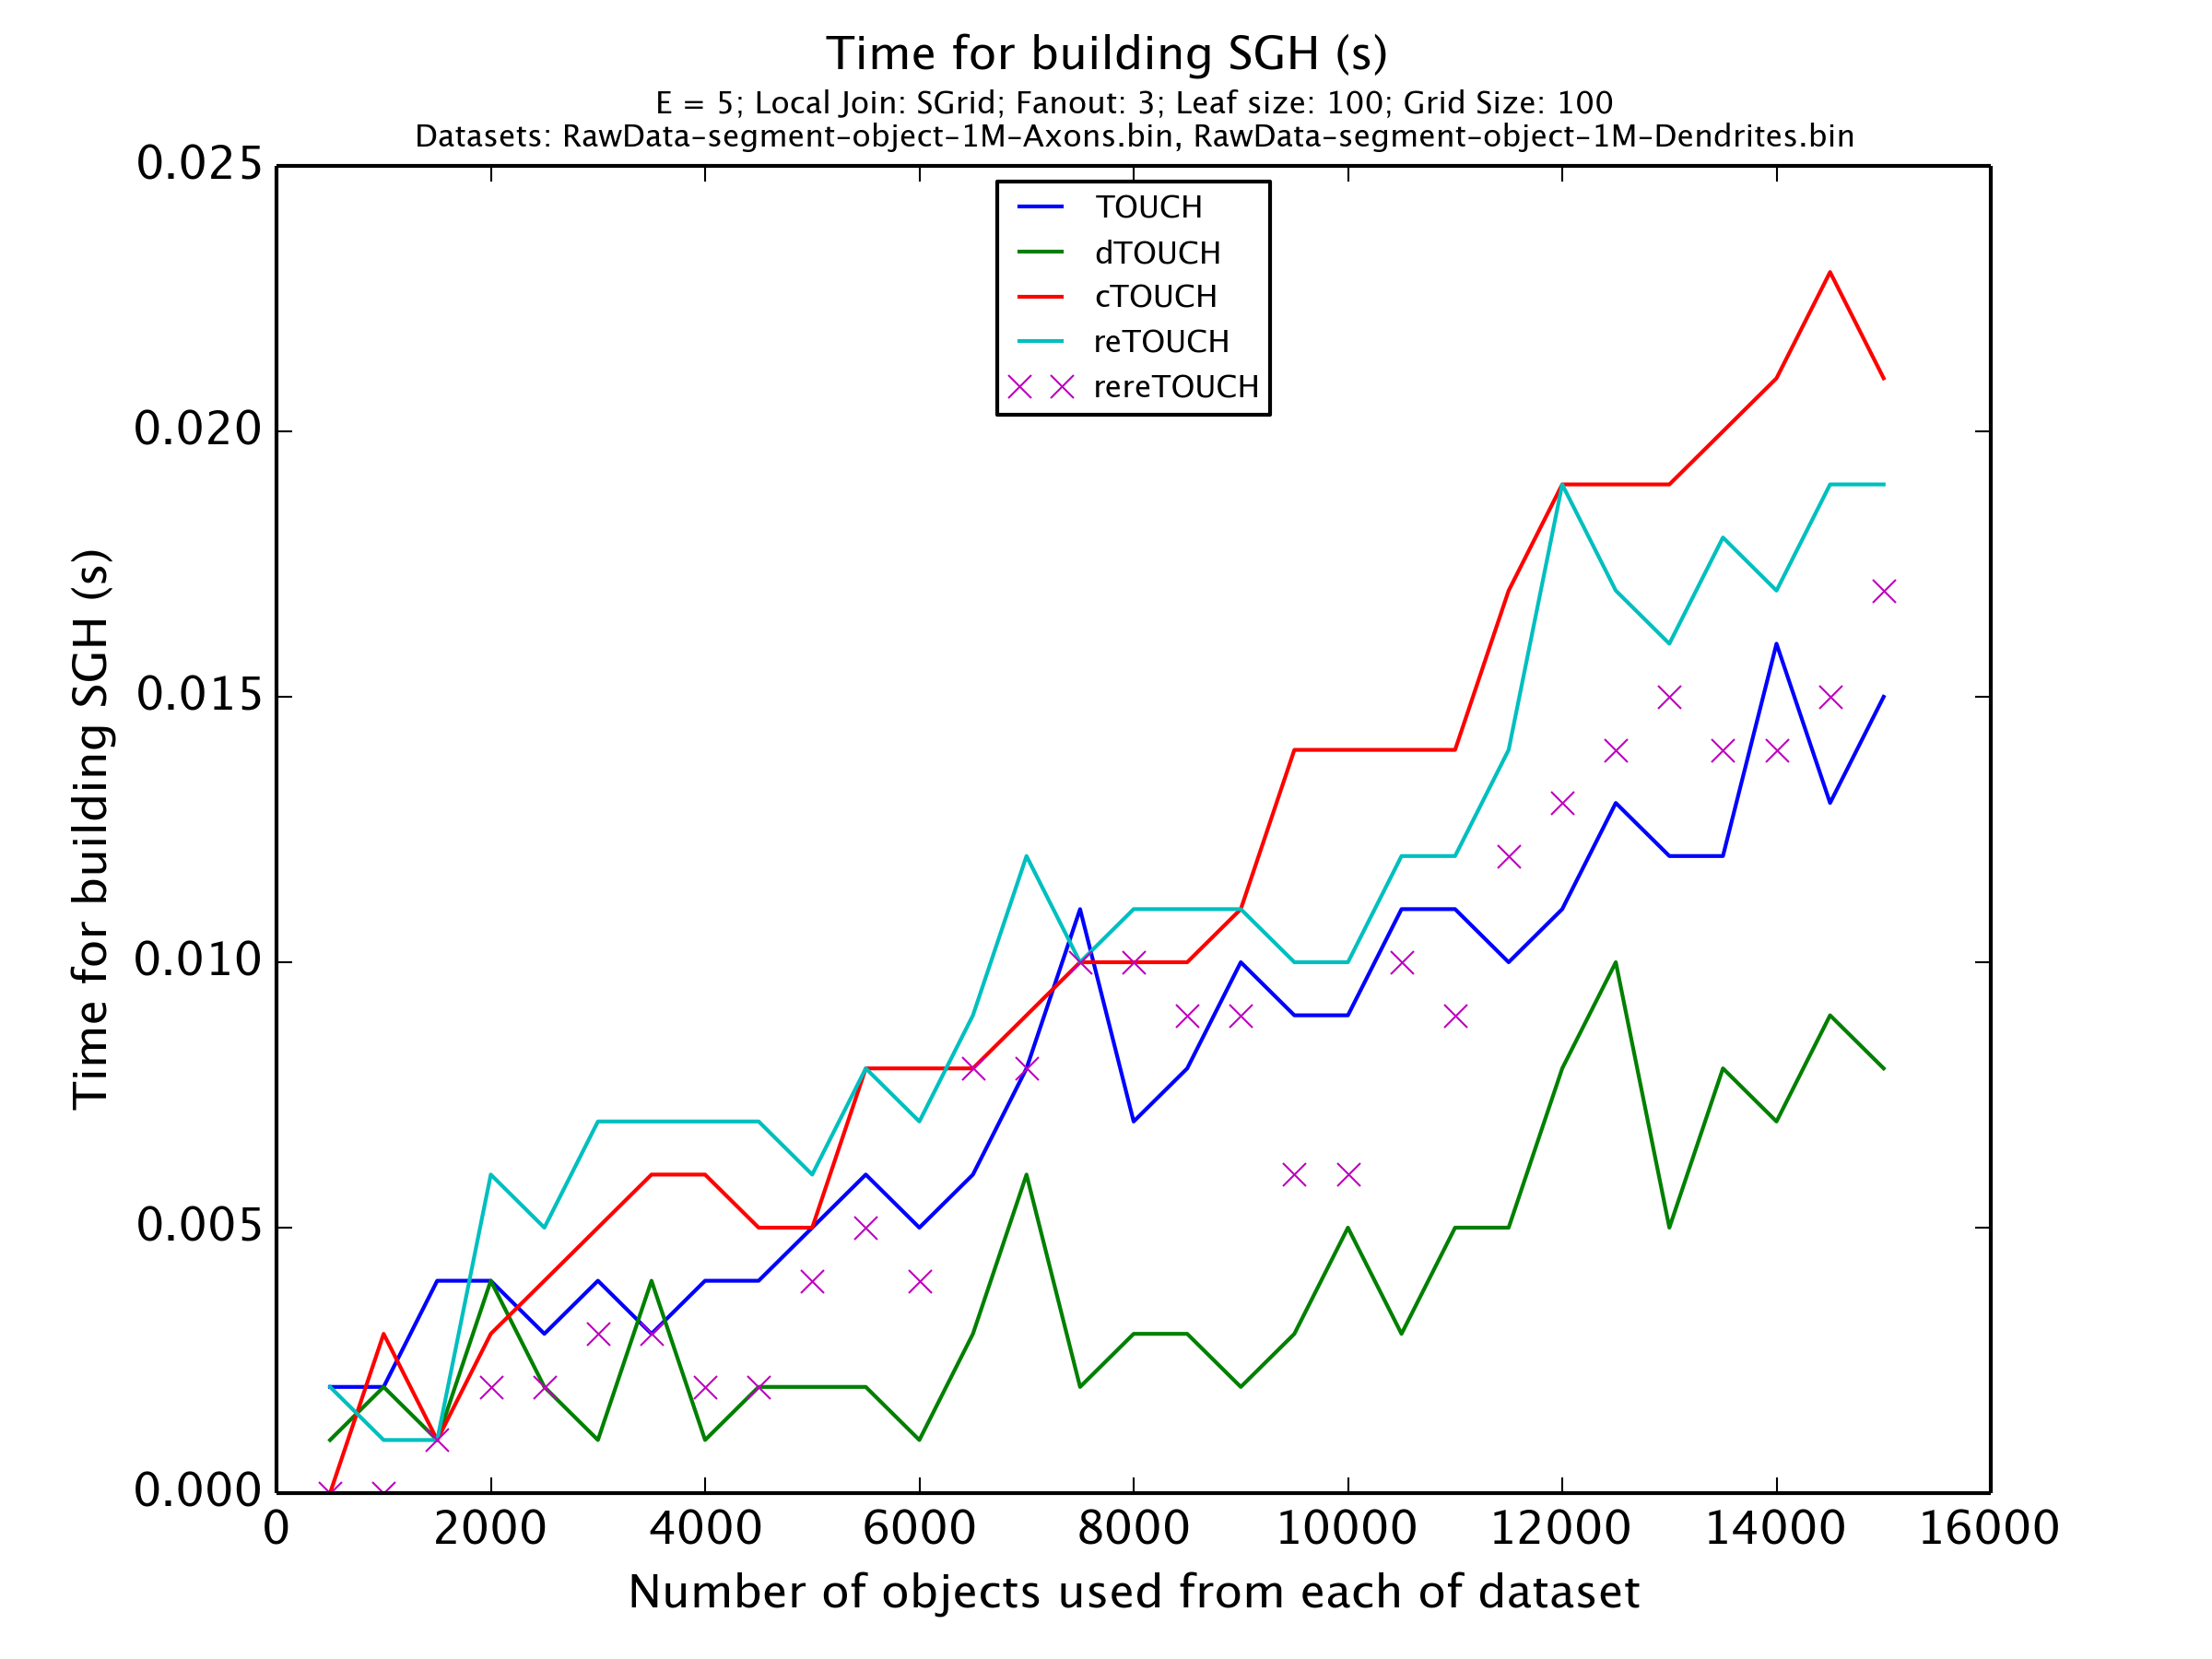 Time for building SGH (s)
E = 5; Local Join: SGrid; Fanout: 3; Leaf size: 100; Grid Size: 100
Datasets: RawData-segment-object-1M-Axons.bin, RawData-segment-object-1M-Dendrites.bin
0.025
0.020
0.015
0.010
0.005
0.000
Time for building SGH (s)
TOUCH
dTOUCH
cTOUCH
reTOUCH
rereTOUCH
0 2000 4000 6000 8000 10000 12000 14000 16000
Number of objects used from each of dataset